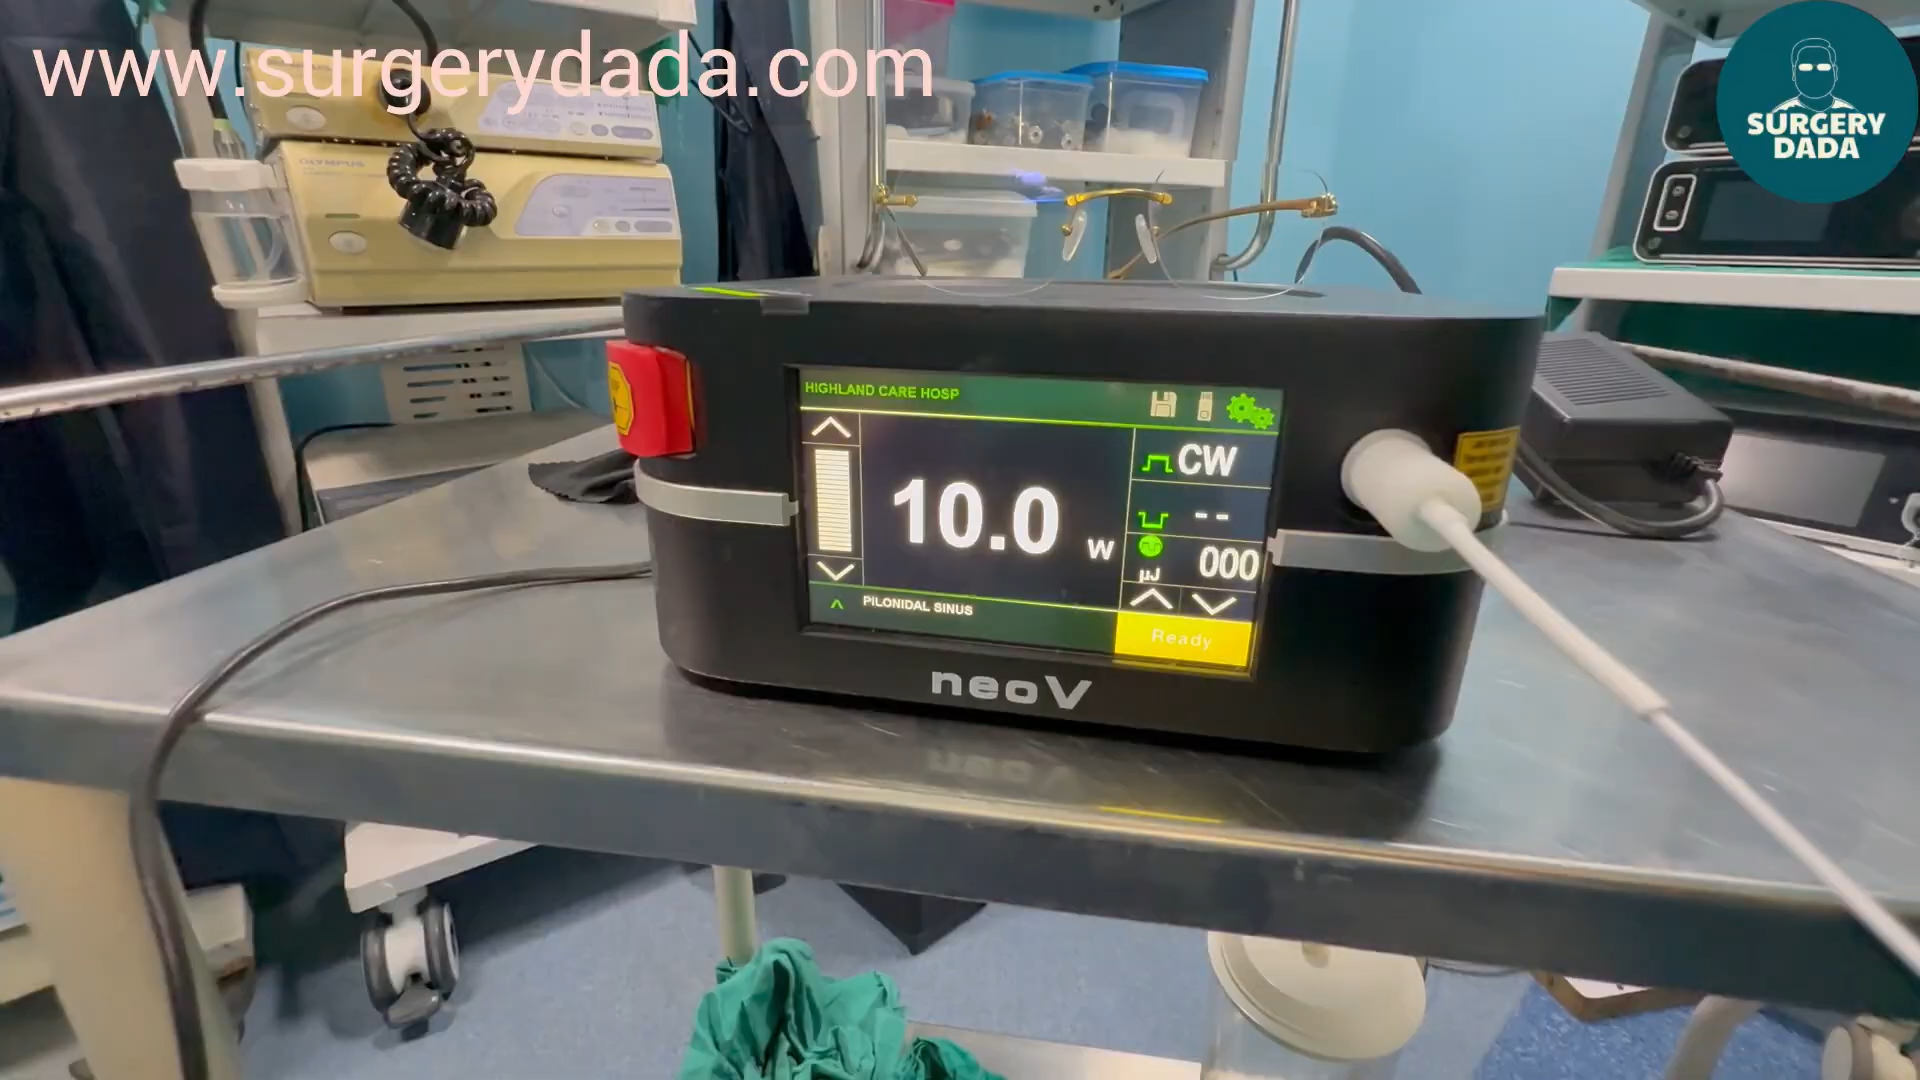 www.surgerydada.com
SURGERY
DADA
OLYMPUS
HIGHLAND CARE HOSP
CW
10.0 W
--
µJ 000
PILONIDAL SINUS
Ready
neoV